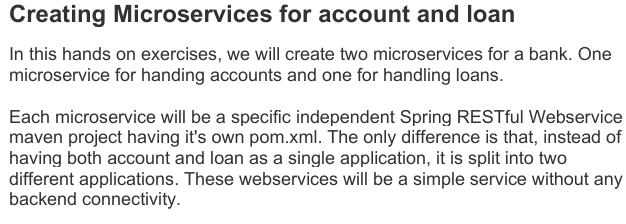 Creating Microservices for account and loan
In this hands on exercises, we will create two microservices for a bank. One
microservice for handing accounts and one for handling loans.
Each microservice will be a specific independent Spring RESTful Webservice
maven project having it's own pom.xml. The only difference is that, instead of
having both account and loan as a single application, it is split into two
different applications. These webservices will be a simple service without any
backend connectivity.